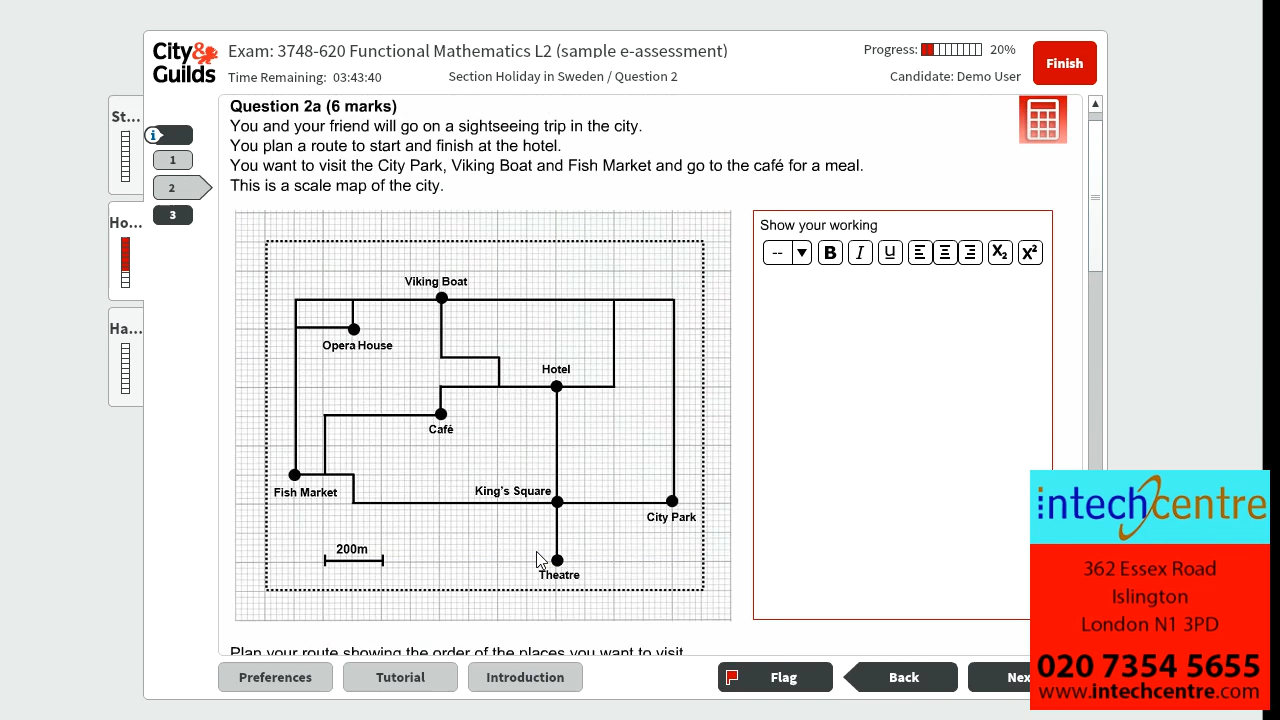 City&
Guilds
Exam: 3748-620 Functional Mathematics L2 (sample e-assessment)
Time Remaining: 03:43:40
Section Holiday in Sweden / Question 2
Progress:
20%
Candidate: Demo User
Finish
St...
Ho...
Ha...
i
1
2
3
Question 2a (6 marks)
You and your friend will go on a sightseeing trip in the city.
You plan a route to start and finish at the hotel.
You want to visit the City Park, Viking Boat and Fish Market and go to the café for a meal.
This is a scale map of the city.
Viking Boat
Opera House
Hotel
Café
Fish Market
King's Square
City Park
200m
Theatre
Show your working
-- ▼ B I U X₂ X²
Plan your route showing the order of the places you want to visit
Preferences
Tutorial
Introduction
Flag
Back
Nex
intechcentre
362 Essex Road
Islington
London N1 3PD
020 7354 5655
www.intechcentre.com